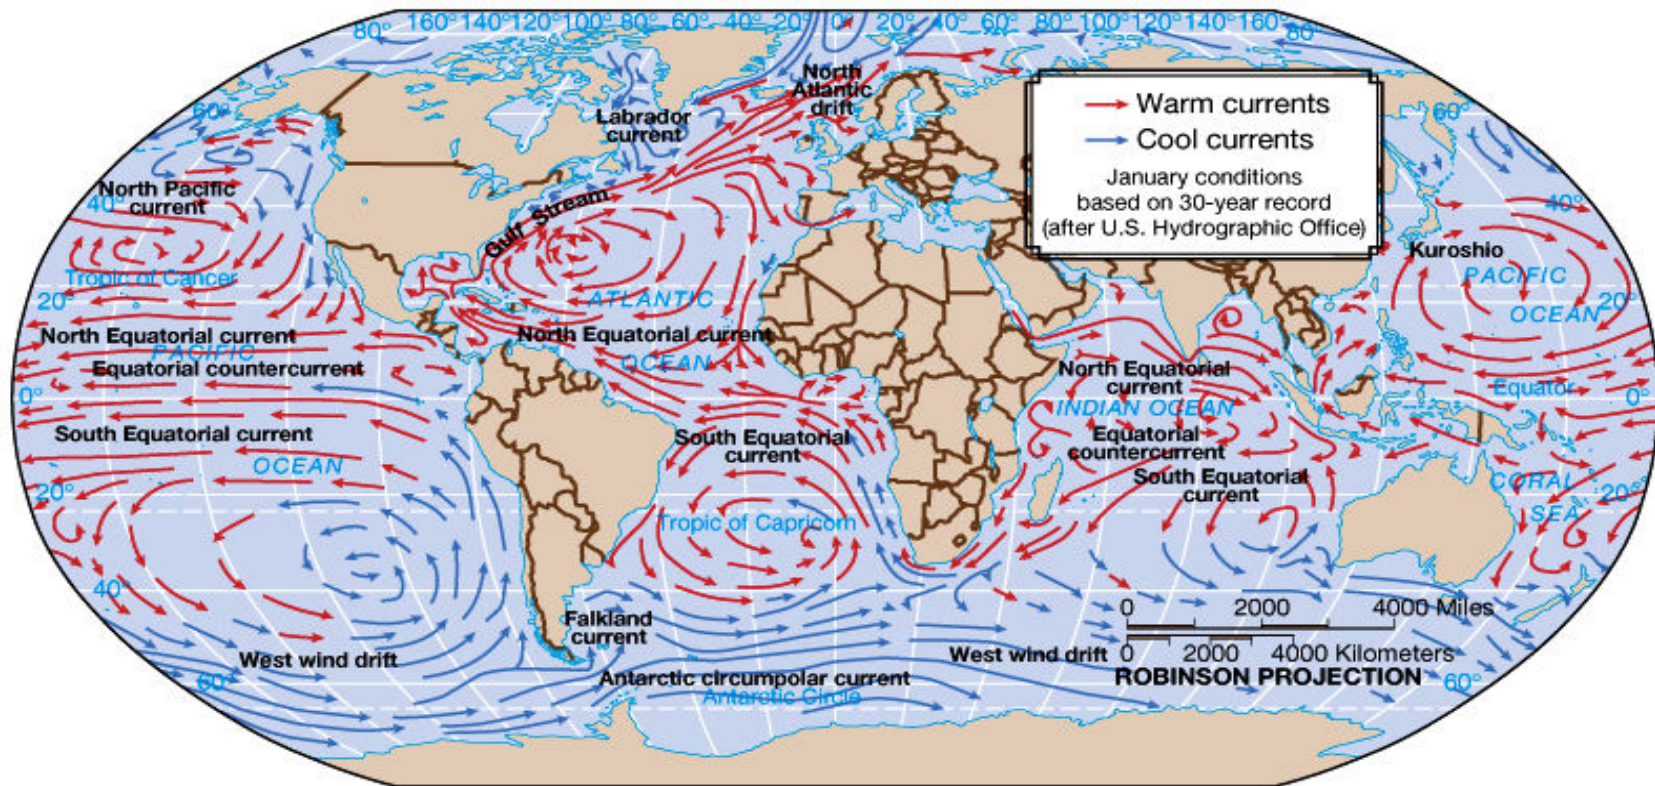 160° 140° 120° 100° 80° 60° 40° 20° 0° 20° 40° 60° 80° 100° 120° 140° 160°
80°
80°
North
Atlantic
drift
Warm currents
Cool currents
January conditions
based on 30-year record
(after U.S. Hydrographic Office)
60°
60°
Labrador
current
North Pacific
current
40°
40°
Gulf Stream
Kuroshio
Tropic of Cancer
PACIFIC
OCEAN
20°
20°
ATLANTIC
OCEAN
North Equatorial current
PACIFIC
Equatorial countercurrent
North Equatorial current
North Equatorial
current
Equator
0°
0°
INDIAN OCEAN
South Equatorial current
OCEAN
South Equatorial
current
Equatorial
countercurrent
South Equatorial
current
CORAL
SEA
20°
20°
Tropic of Capricorn
40°
0 2000 4000 Miles
0 2000 4000 Kilometers
ROBINSON PROJECTION
Falkland
current
West wind drift
West wind drift
60°
60°
Antarctic circumpolar current
Antarctic Circle